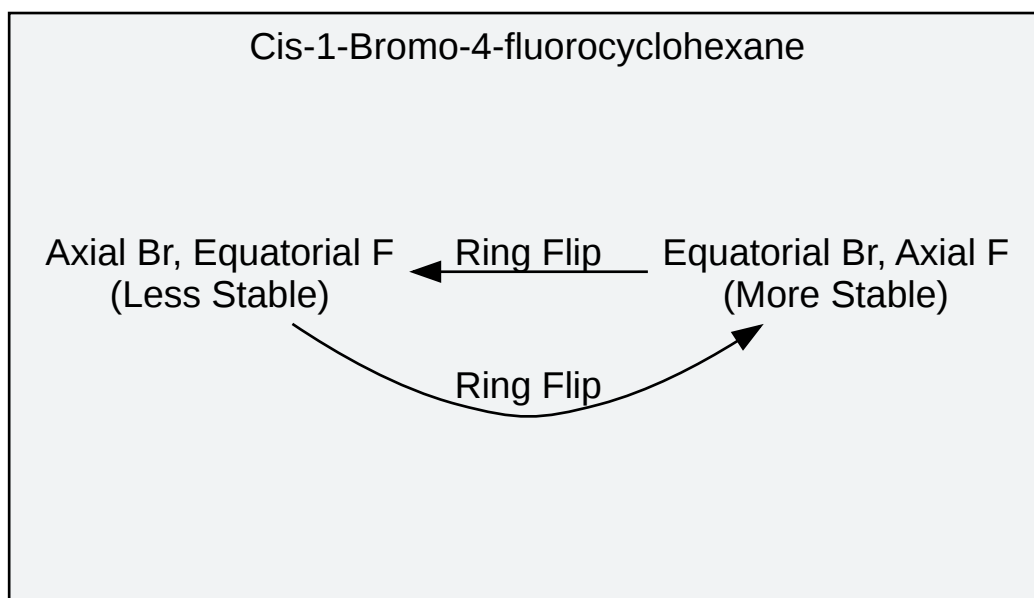 Cis-1-Bromo-4-fluorocyclohexane
Axial Br, Equatorial F
(Less Stable)
Ring Flip
Equatorial Br, Axial F
(More Stable)
Ring Flip